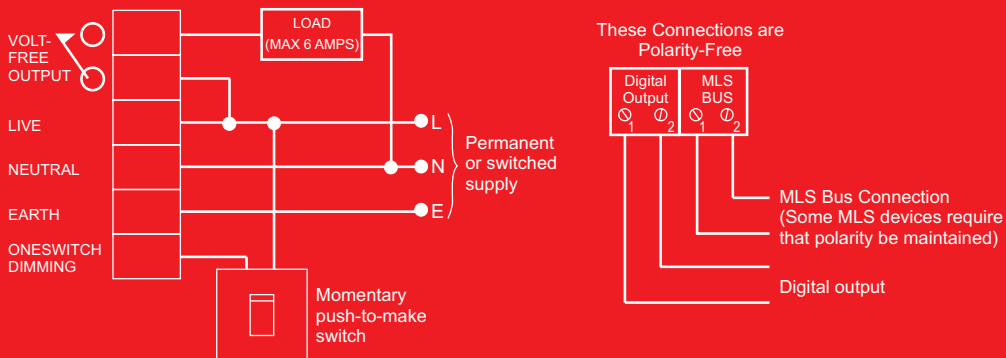 VOLT-
FREE
OUTPUT
LIVE
NEUTRAL
EARTH
ONESWITCH
DIMMING
LOAD
(MAX 6 AMPS)
L
N
E
Permanent
or switched
supply
Momentary
push-to-make
switch
These Connections are
Polarity-Free
Digital
Output
MLS
BUS
1 2 1 2
MLS Bus Connection
(Some MLS devices require
that polarity be maintained)
Digital output